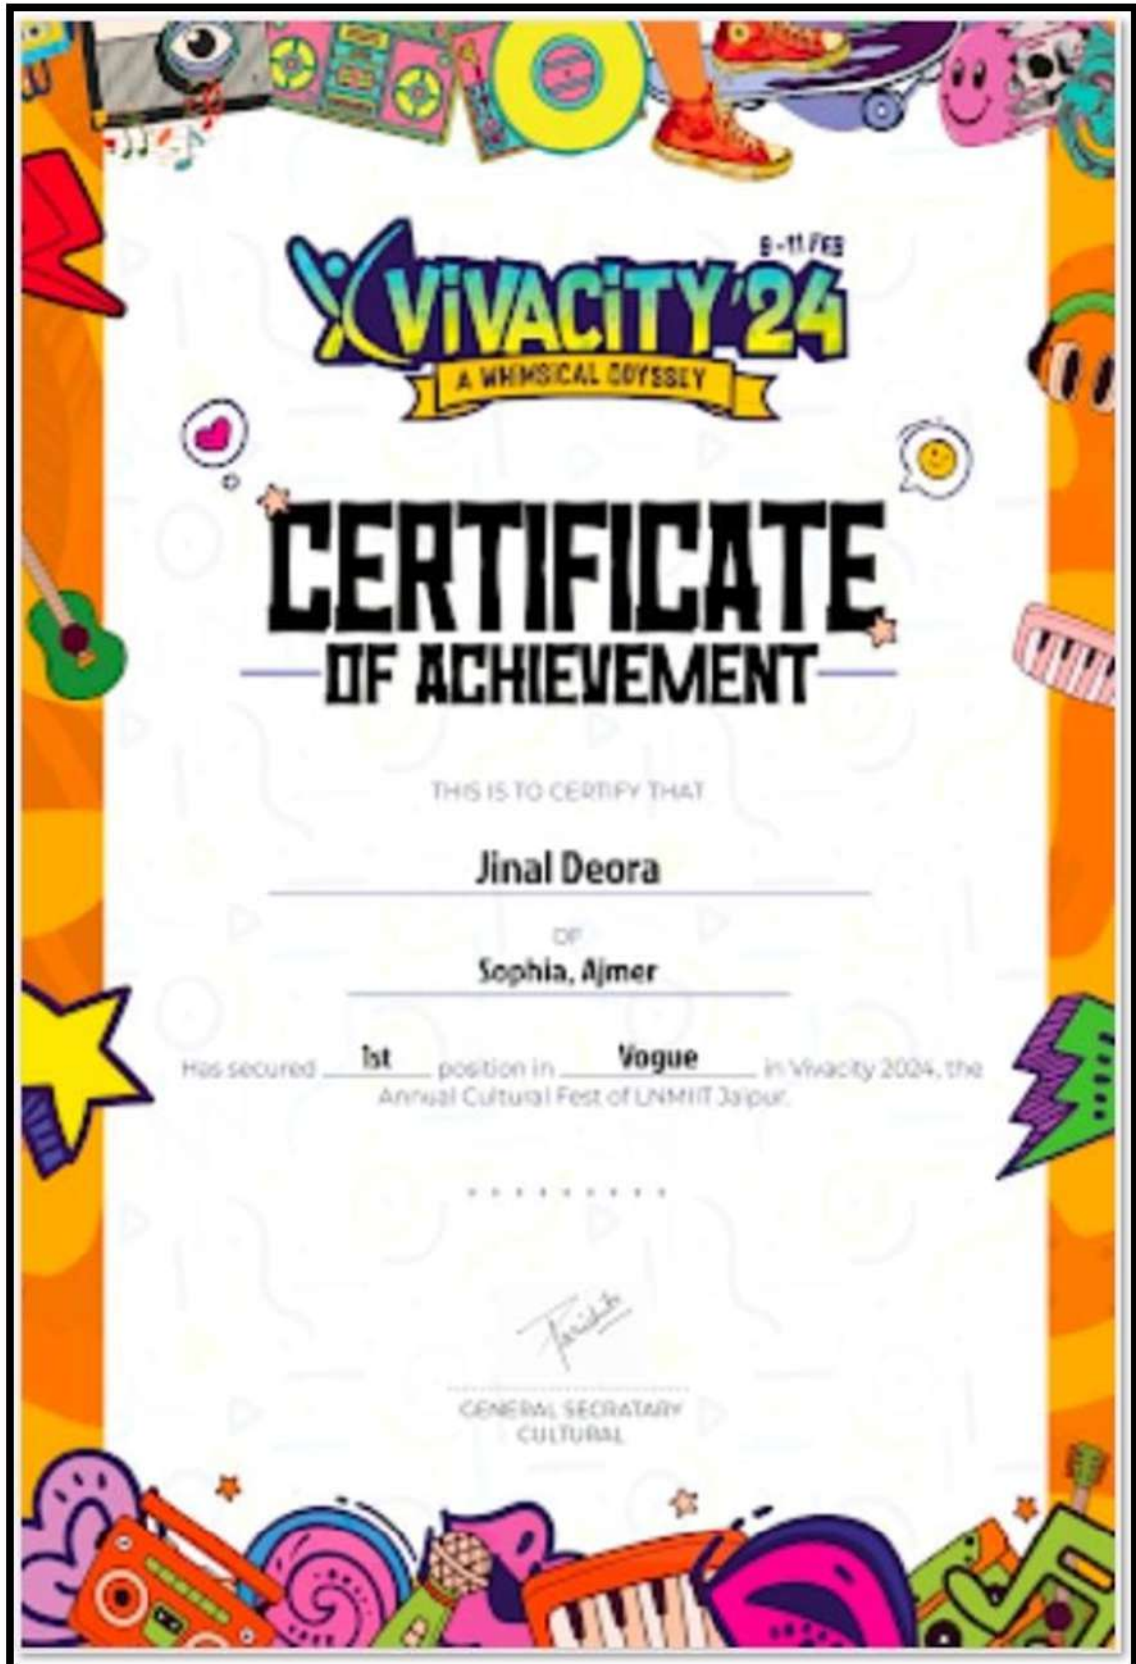 9-11 FEB
VIVACITY'24
A WHIMSICAL ODYSSEY
CERTIFICATE
OF ACHIEVEMENT
THIS IS TO CERTIFY THAT
Jinal Deora
OF
Sophia, Ajmer
Has secured 1st position in Vogue in Vivacity 2024, the
Annual Cultural Fest of LNMIIT Jaipur.
GENERAL SECRATARY
CULTURAL